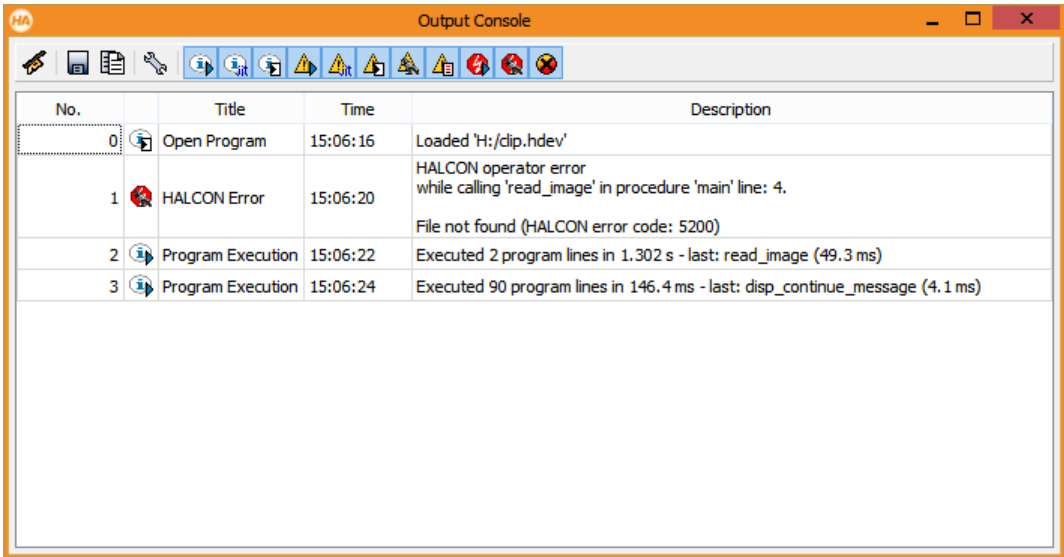 HA
Output Console
No. Title Time Description
0 Open Program 15:06:16 Loaded 'H:/clip.hdev'
HALCON operator error
while calling 'read_image' in procedure 'main' line: 4.
1 HALCON Error 15:06:20
File not found (HALCON error code: 5200)
2 Program Execution 15:06:22 Executed 2 program lines in 1.302 s - last: read_image (49.3 ms)
3 Program Execution 15:06:24 Executed 90 program lines in 146.4 ms - last: disp_continue_message (4.1 ms)